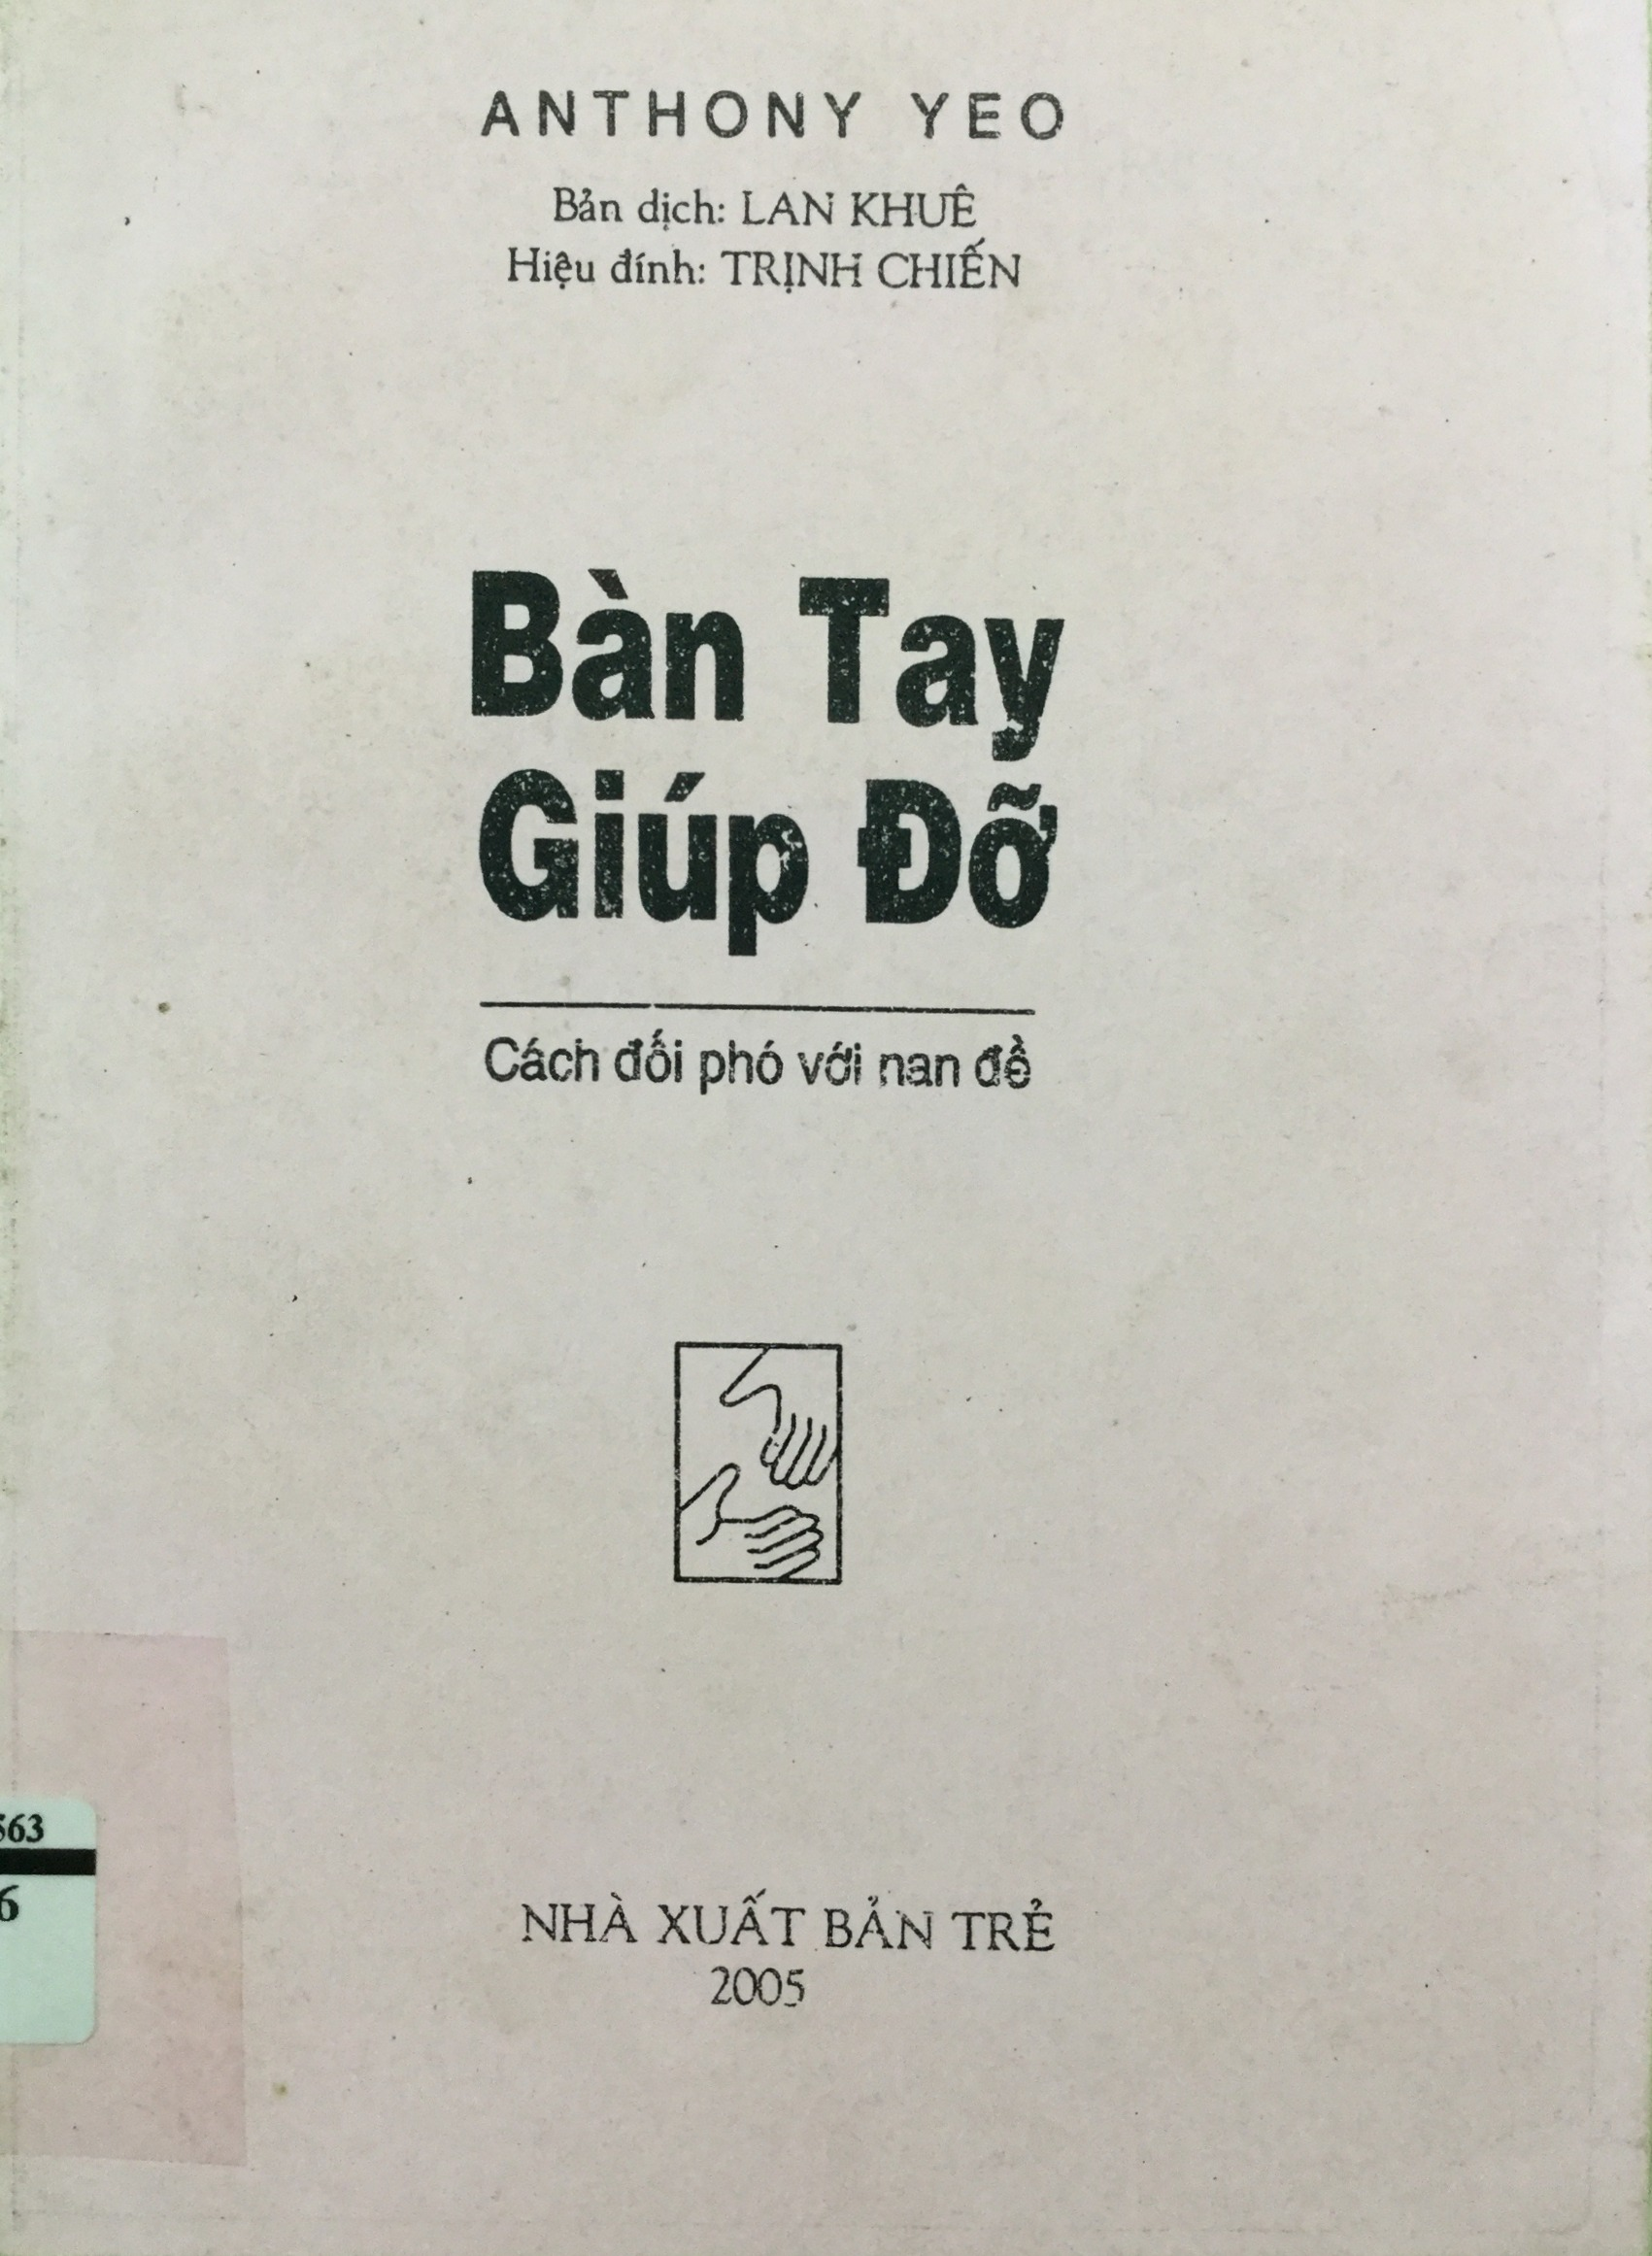 ANTHONY YEO
Bản dịch: LAN KHUÊ
Hiệu đính: TRỊNH CHIẾN
Bàn Tay
Giúp Đỡ
Cách đối phó với nan đề
563
6
NHÀ XUẤT BẢN TRẺ
2005